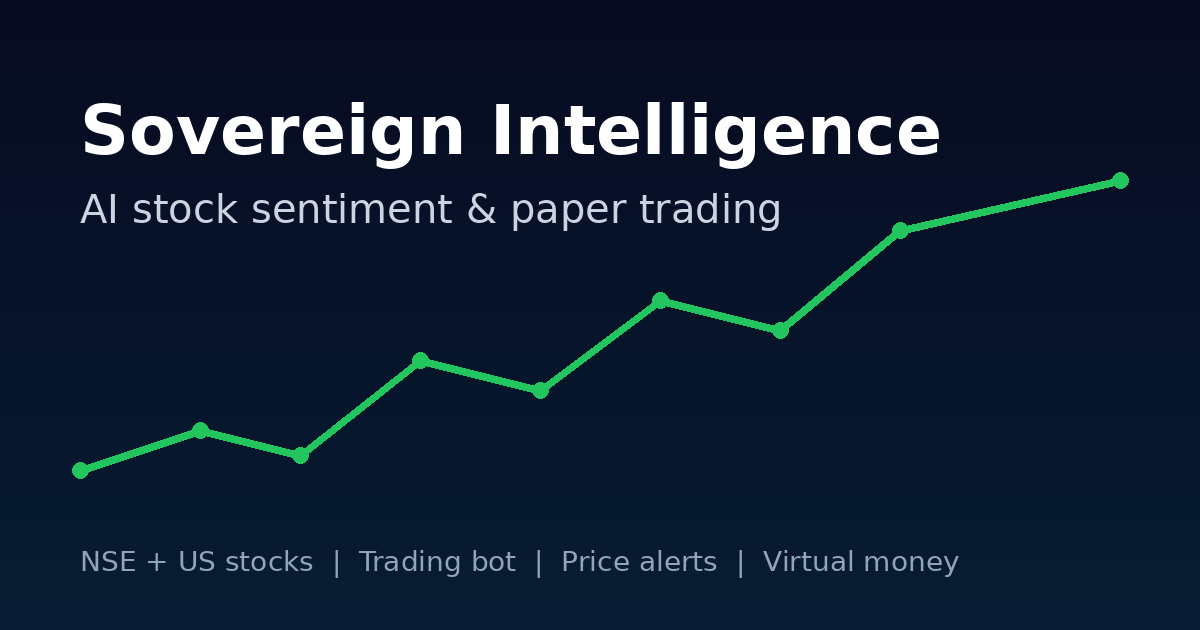 Sovereign Intelligence
AI stock sentiment & paper trading
NSE + US stocks | Trading bot | Price alerts | Virtual money